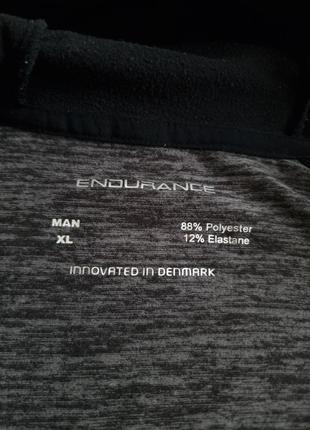 ENDURANCE
MAN
XL
88% Polyester
12% Elastane
INNOVATED IN DENMARK